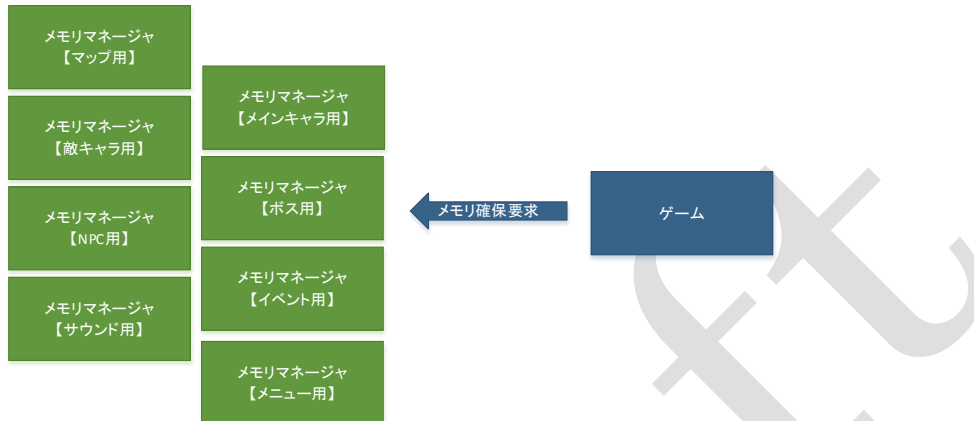 メモリマネージャ
【マップ用】
メモリマネージャ
【敵キャラ用】
メモリマネージャ
【NPC用】
メモリマネージャ
【サウンド用】
メモリマネージャ
【メインキャラ用】
メモリマネージャ
【ボス用】
メモリマネージャ
【イベント用】
メモリマネージャ
【メニュー用】
メモリ確保要求
ゲーム
ft